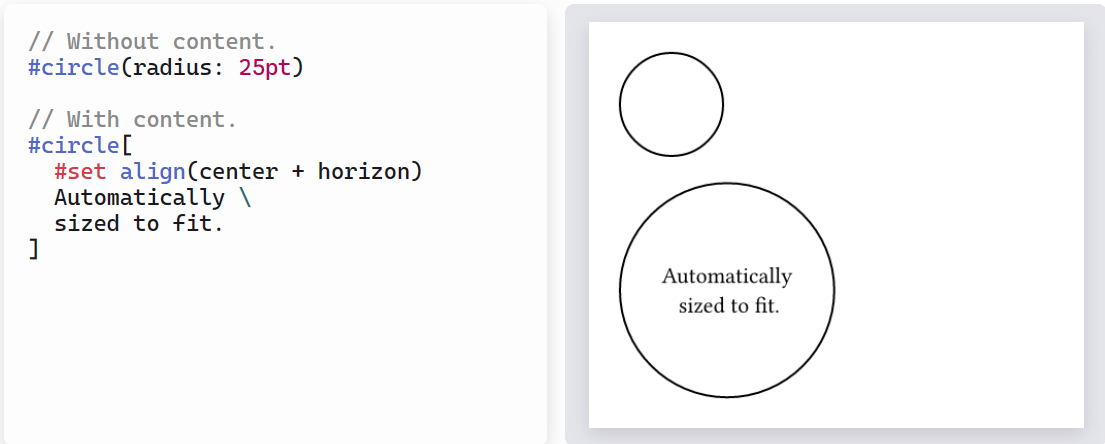 // Without content.
#circle(radius: 25pt)
// With content.
#circle[
#set align(center + horizon)
Automatically \
sized to fit.
]
Automatically
sized to fit.